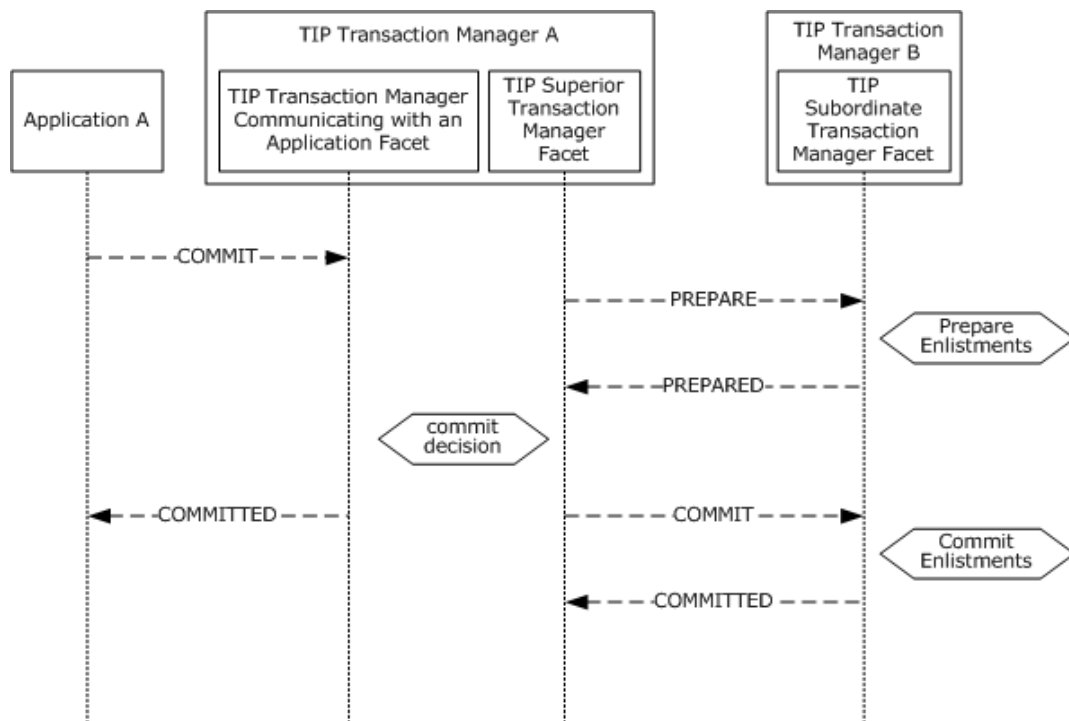 TIP Transaction Manager A
TIP Transaction
Manager B
Application A
TIP Transaction Manager
Communicating with an
Application Facet
TIP Superior
Transaction
Manager
Facet
TIP
Subordinate
Transaction
Manager Facet
COMMIT
PREPARE
Prepare
Enlistments
PREPARED
commit
decision
COMMITTED
COMMIT
Commit
Enlistments
COMMITTED